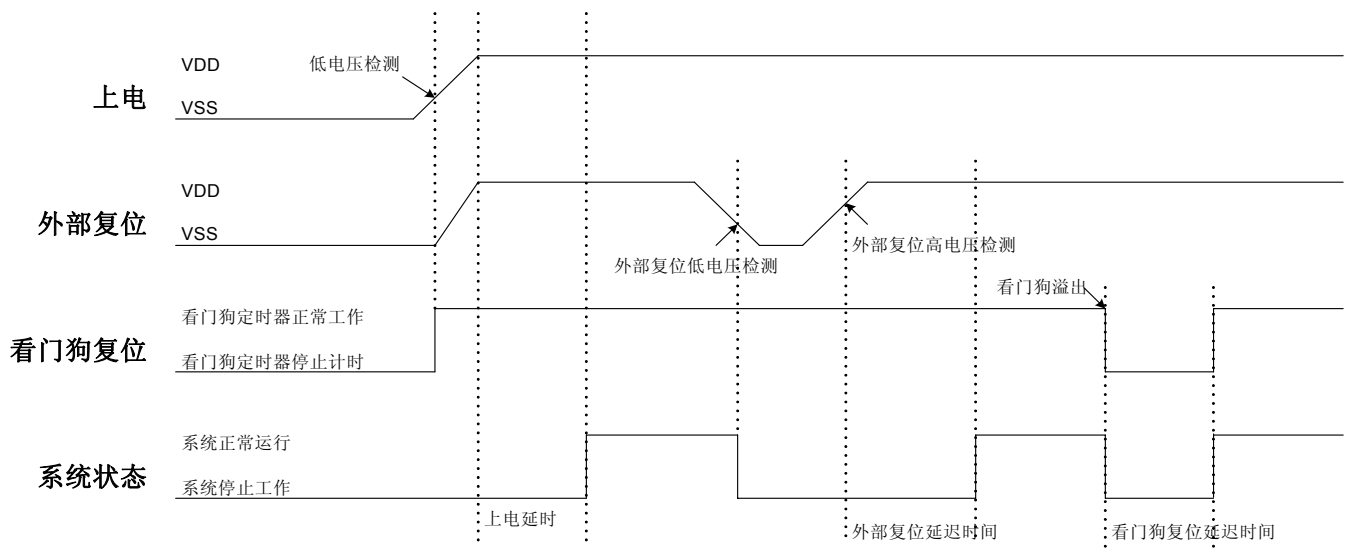 上电
VDD
低电压检测
VSS
外部复位
VDD
VSS
外部复位低电压检测
外部复位高电压检测
看门狗复位
看门狗定时器正常工作
看门狗溢出
看门狗定时器停止计时
系统状态
系统正常运行
系统停止工作
上电延时
外部复位延迟时间
看门狗复位延迟时间